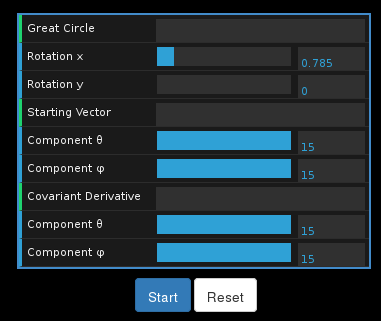 Great Circle
Rotation x 0.785
Rotation y 0
Starting Vector
Component θ 15
Component φ 15
Covariant Derivative
Component θ 15
Component φ 15
Start Reset